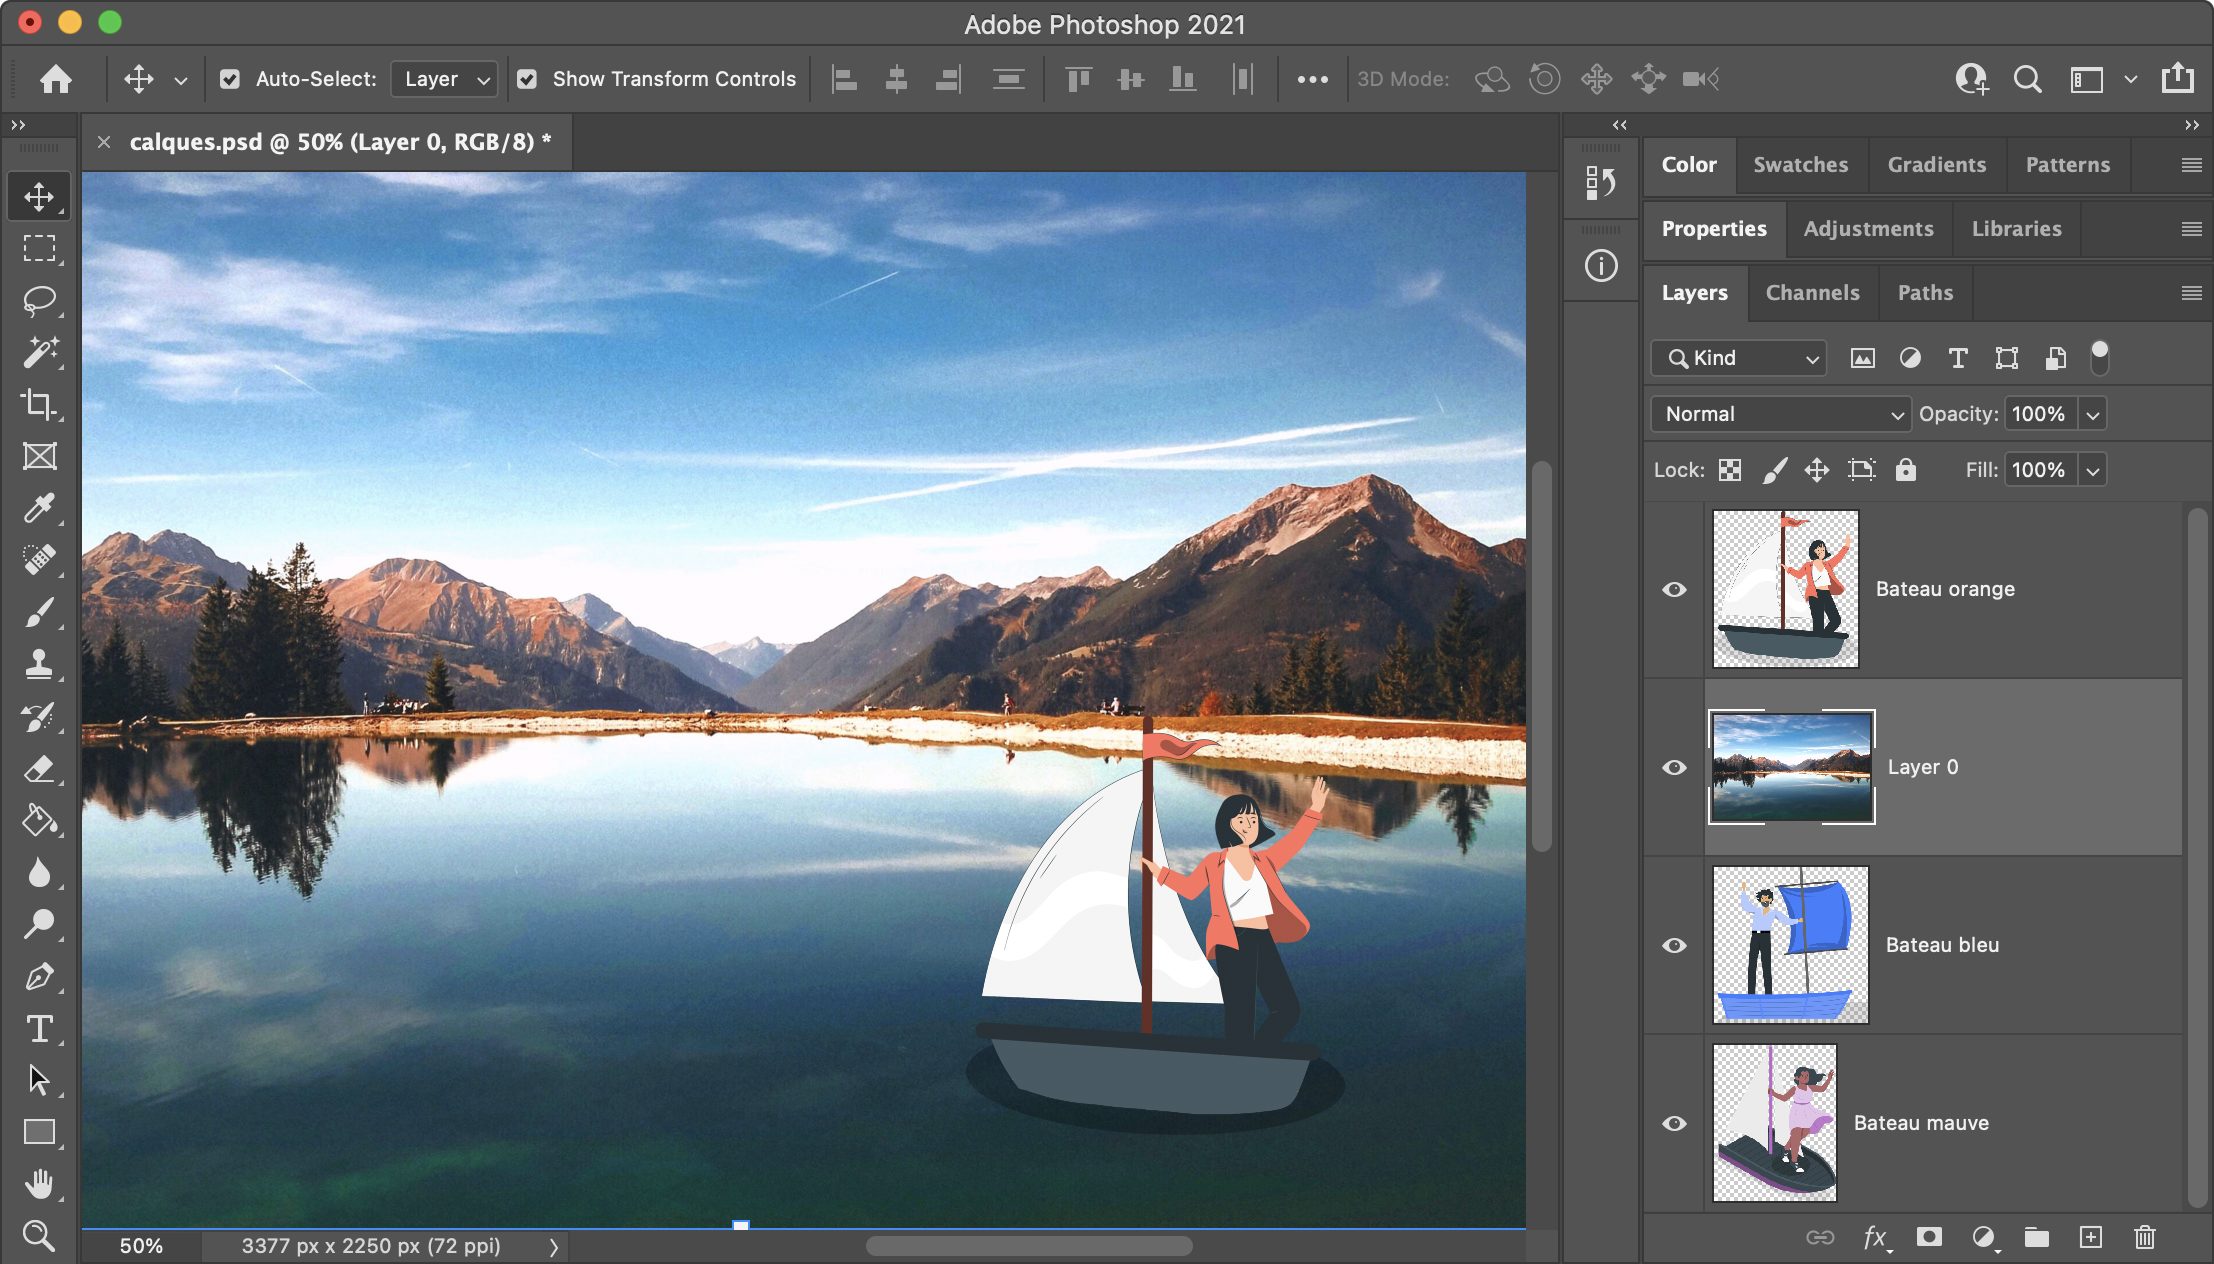 Adobe Photoshop 2021
Auto-Select: Layer Show Transform Controls 3D Mode:
calques.psd @ 50% (Layer 0, RGB/8) *
Color Swatches Gradients Patterns
Properties Adjustments Libraries
Layers Channels Paths
Kind
Normal Opacity: 100%
Lock: Fill: 100%
Bateau orange
Layer 0
Bateau bleu
Bateau mauve
fx
50% 3377 px x 2250 px (72 ppi)